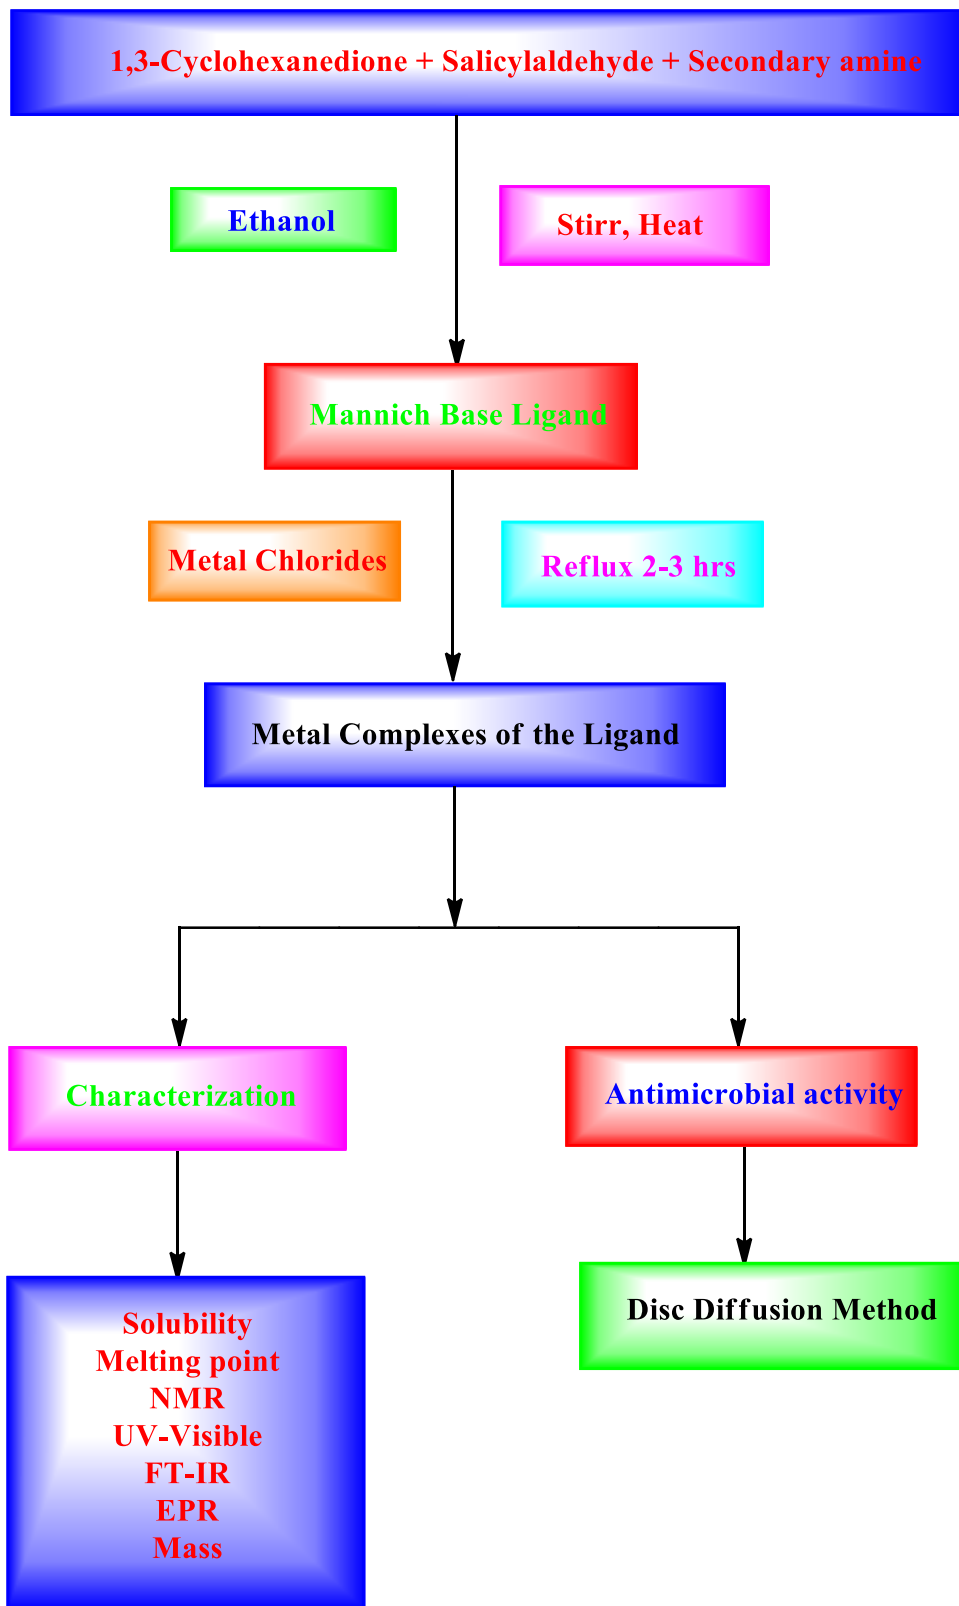 1,3-Cyclohexanedione + Salicylaldehyde + Secondary amine
Ethanol
Stirr, Heat
Mannich Base Ligand
Metal Chlorides
Reflux 2-3 hrs
Metal Complexes of the Ligand
Characterization
Antimicrobial activity
Solubility
Melting point
NMR
UV-Visible
FT-IR
EPR
Mass
Disc Diffusion Method